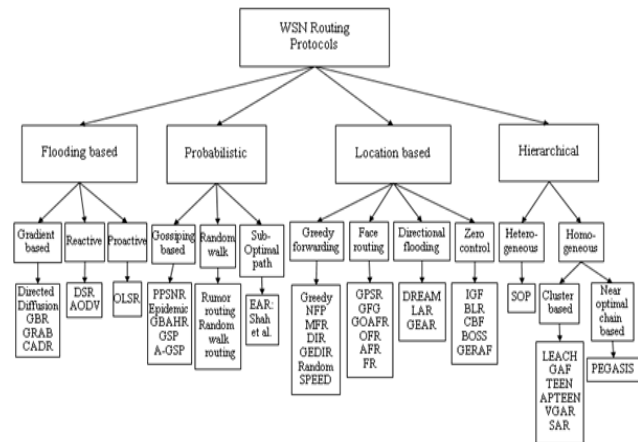 WSN Routing
Protocols
Flooding based
Probabilistic
Location based
Hierarchical
Gradient
based
Reactive
Proactive
Gossiping
based
Random
walk
Sub-
Optimal
path
Greedy
forwarding
Face
routing
Directional
flooding
Zero
control
Hetero-
geneous
Homo-
geneous
Directed
Diffusion
GBR
GRAB
CADR
DSR
AODV
OLSR
PPSNR
Epidemic
GBAHR
GSP
A-GSP
Rumor
routing
Random
walk
routing
EAR:
Shah
et al.
Greedy
NFP
MFR
DIR
GEDIR
Random
SPEED
GPSR
GFG
GOAFR
OFR
AFR
FR
DREAM
LAR
GEAR
IGF
BLR
CBF
BOSS
GERAF
SOP
Cluster
based
Near
optimal
chain
based
LEACH
GAF
TEEN
APTEEN
VGAR
SAR
PEGASIS